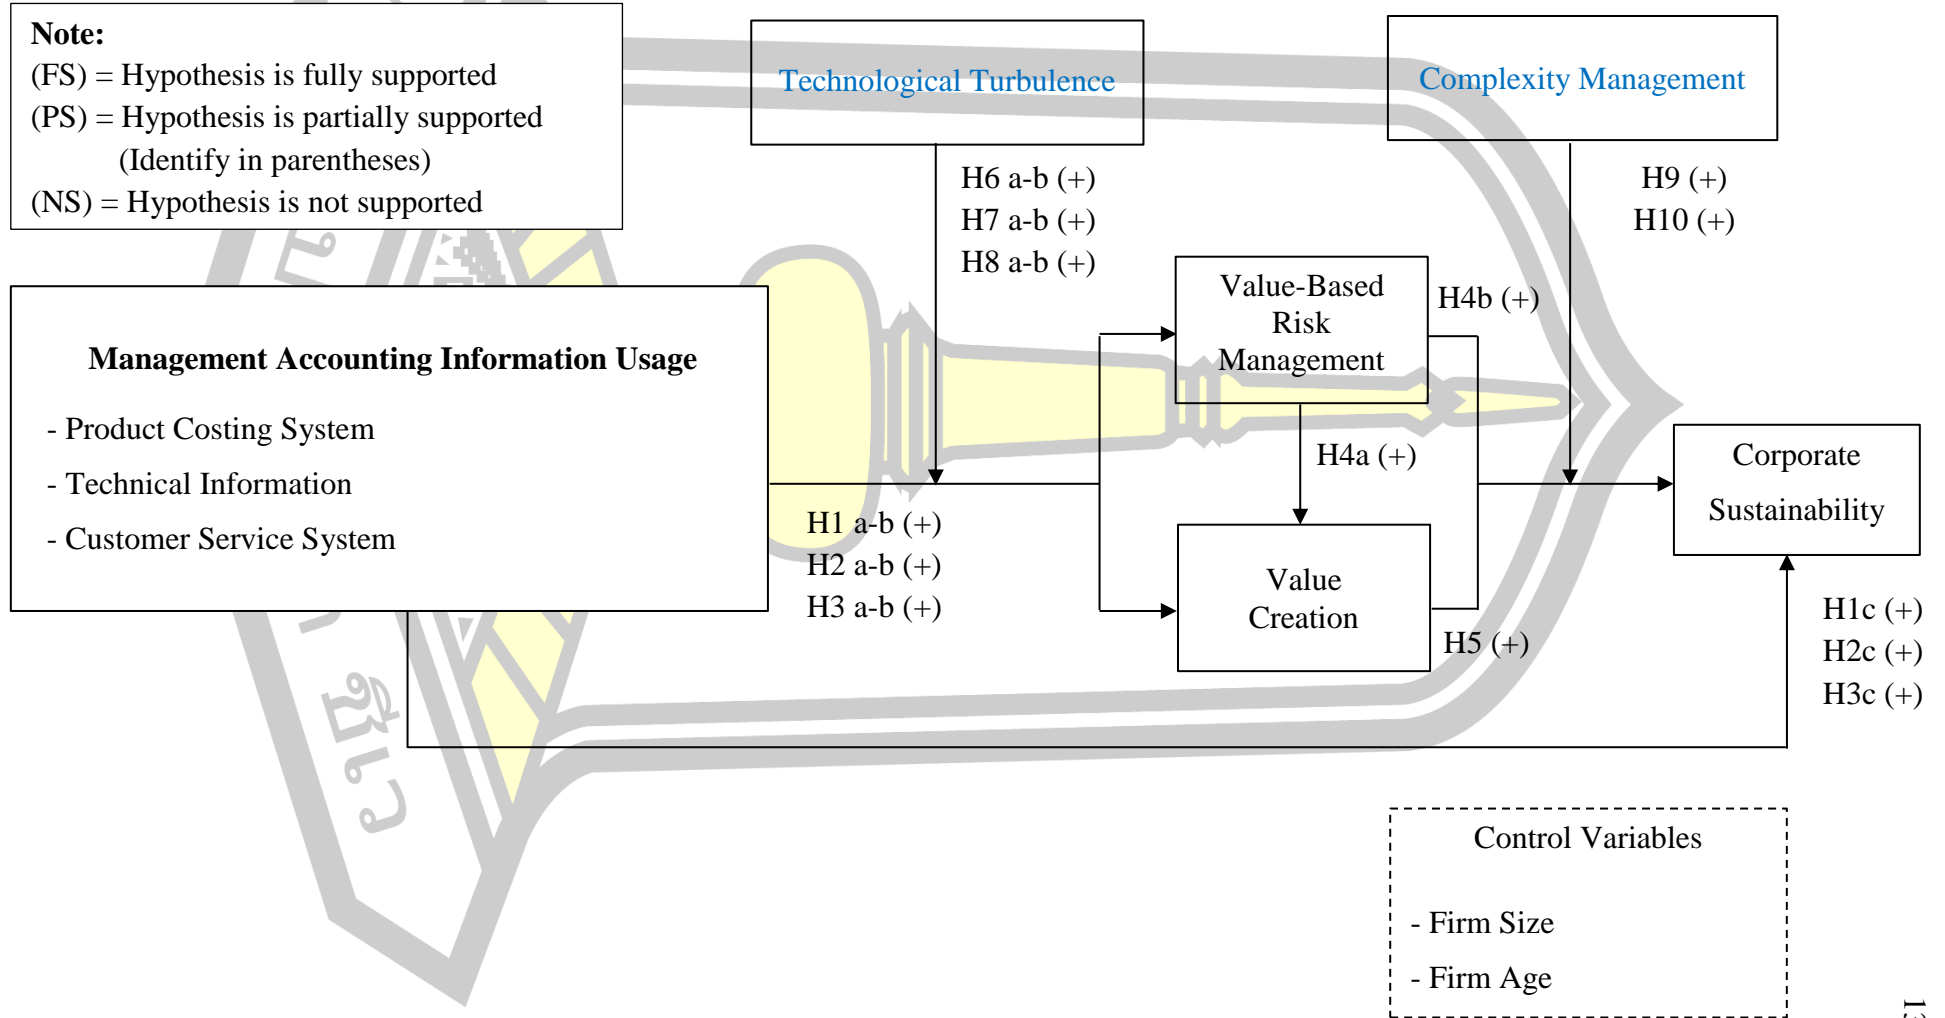 Note:
(FS) = Hypothesis is fully supported
(PS) = Hypothesis is partially supported
(Identify in parentheses)
(NS) = Hypothesis is not supported
Technological Turbulence
Complexity Management
H6 a-b (+)
H7 a-b (+)
H8 a-b (+)
H9 (+)
H10 (+)
Management Accounting Information Usage
- Product Costing System
- Technical Information
- Customer Service System
H1 a-b (+)
H2 a-b (+)
H3 a-b (+)
Value-Based
Risk
Management
H4b (+)
H4a (+)
Value
Creation
H5 (+)
Corporate
Sustainability
H1c (+)
H2c (+)
H3c (+)
Control Variables
- Firm Size
- Firm Age